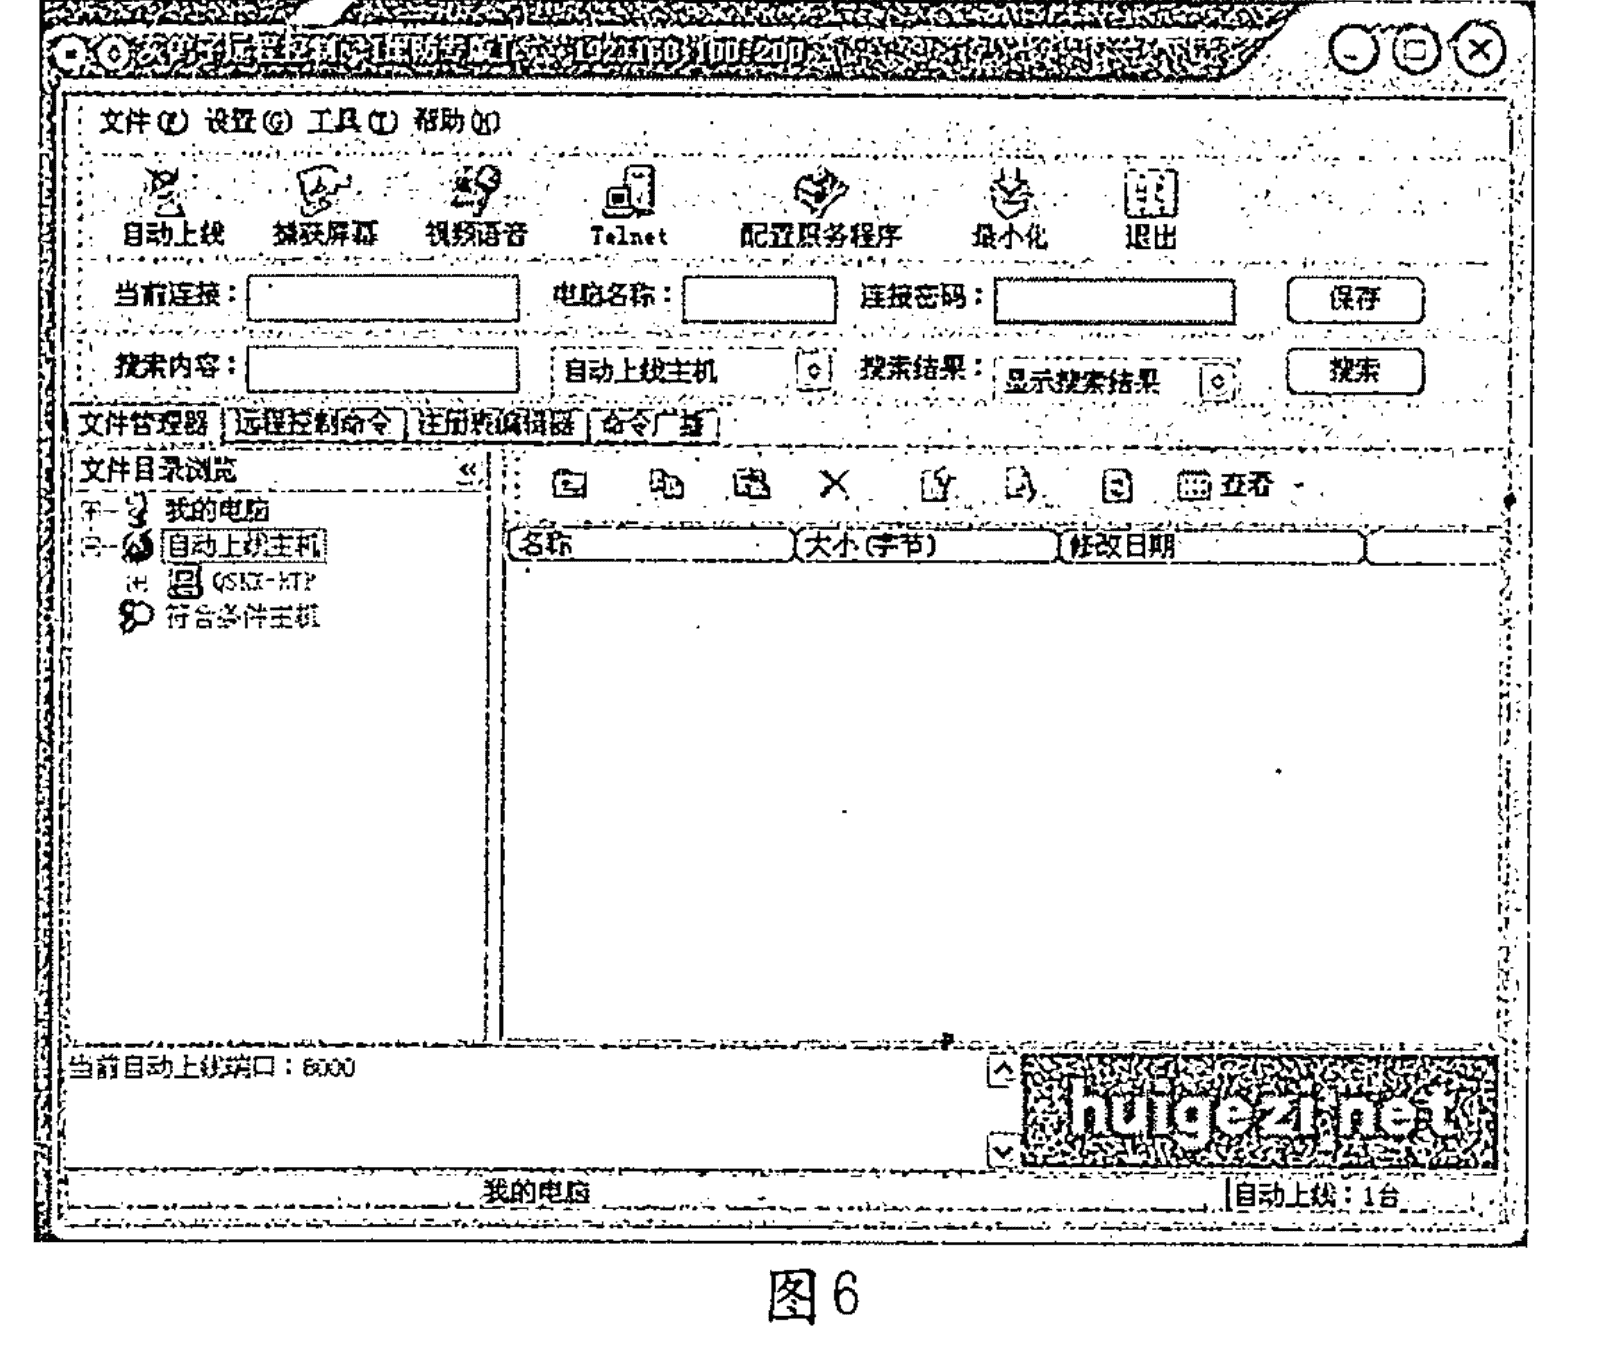 192.168.100.200
文件(F) 设置(G) 工具(T) 帮助(H)
自动上线 捕获屏幕 视频语音 Telnet 配置服务程序 最小化 退出
当前连接： 电脑名称： 连接密码： 保存
搜索内容： 自动上线主机 搜索结果： 显示搜索结果 搜索
文件管理器 远程控制命令 注册表编辑器 命令广播
文件目录浏览 « 查看
我的电脑
名称 大小(字节) 修改日期
自动上线主机
符合条件主机
当前自动上线端口：8000
huigezi.net
我的电脑 自动上线：1台
图6